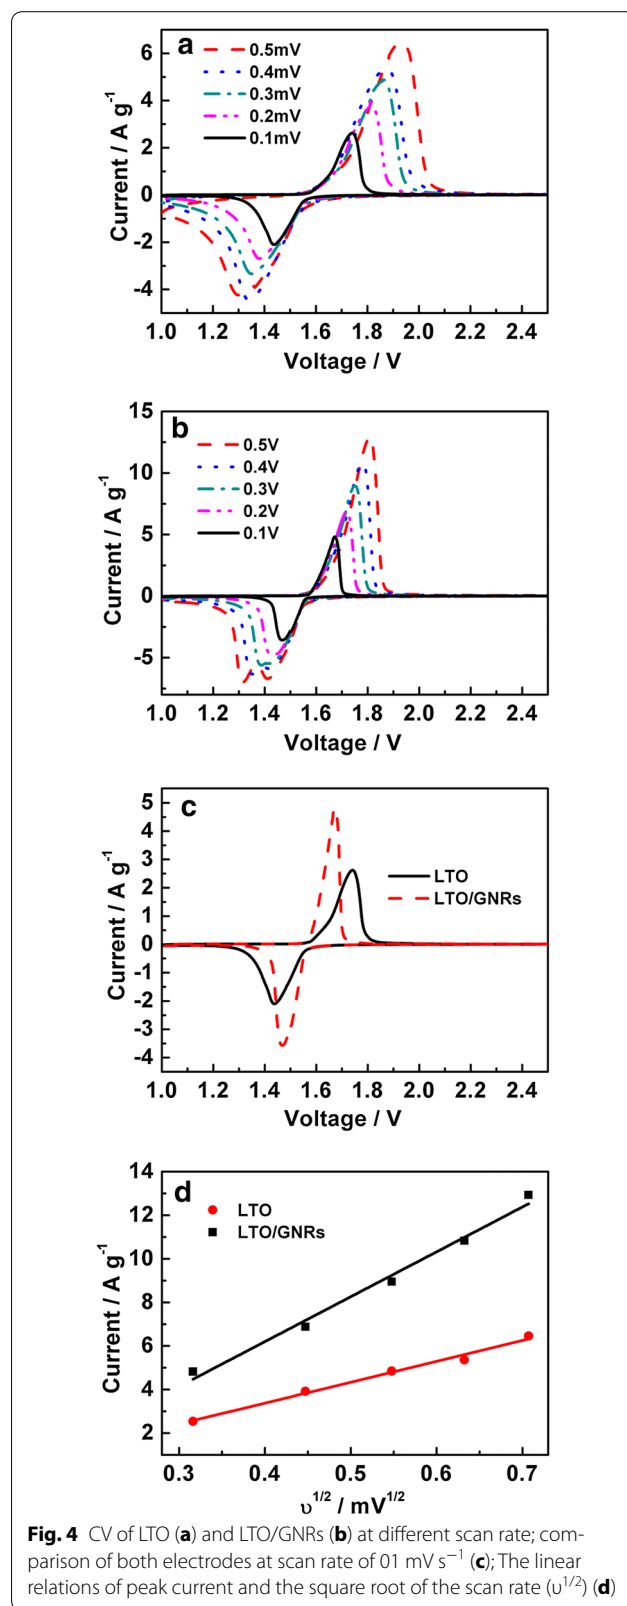 a
0.5mV
0.4mV
0.3mV
0.2mV
0.1mV
6
4
2
0
-2
-4
Current / A g⁻¹
1.0 1.2 1.4 1.6 1.8 2.0 2.2 2.4
Voltage / V
b
0.5V
0.4V
0.3V
0.2V
0.1V
15
10
5
0
-5
Current / A g⁻¹
1.0 1.2 1.4 1.6 1.8 2.0 2.2 2.4
Voltage / V
c
LTO
LTO/GNRs
5
4
3
2
1
0
-1
-2
-3
-4
Current / A g⁻¹
1.0 1.2 1.4 1.6 1.8 2.0 2.2 2.4
Voltage / V
d
LTO
LTO/GNRs
14
12
10
8
6
4
2
Current / A g⁻¹
0.3 0.4 0.5 0.6 0.7
υ^1/2 / mV^1/2
Fig. 4 CV of LTO (a) and LTO/GNRs (b) at different scan rate; com-
parison of both electrodes at scan rate of 01 mV s⁻¹ (c); The linear
relations of peak current and the square root of the scan rate (υ^1/2) (d)